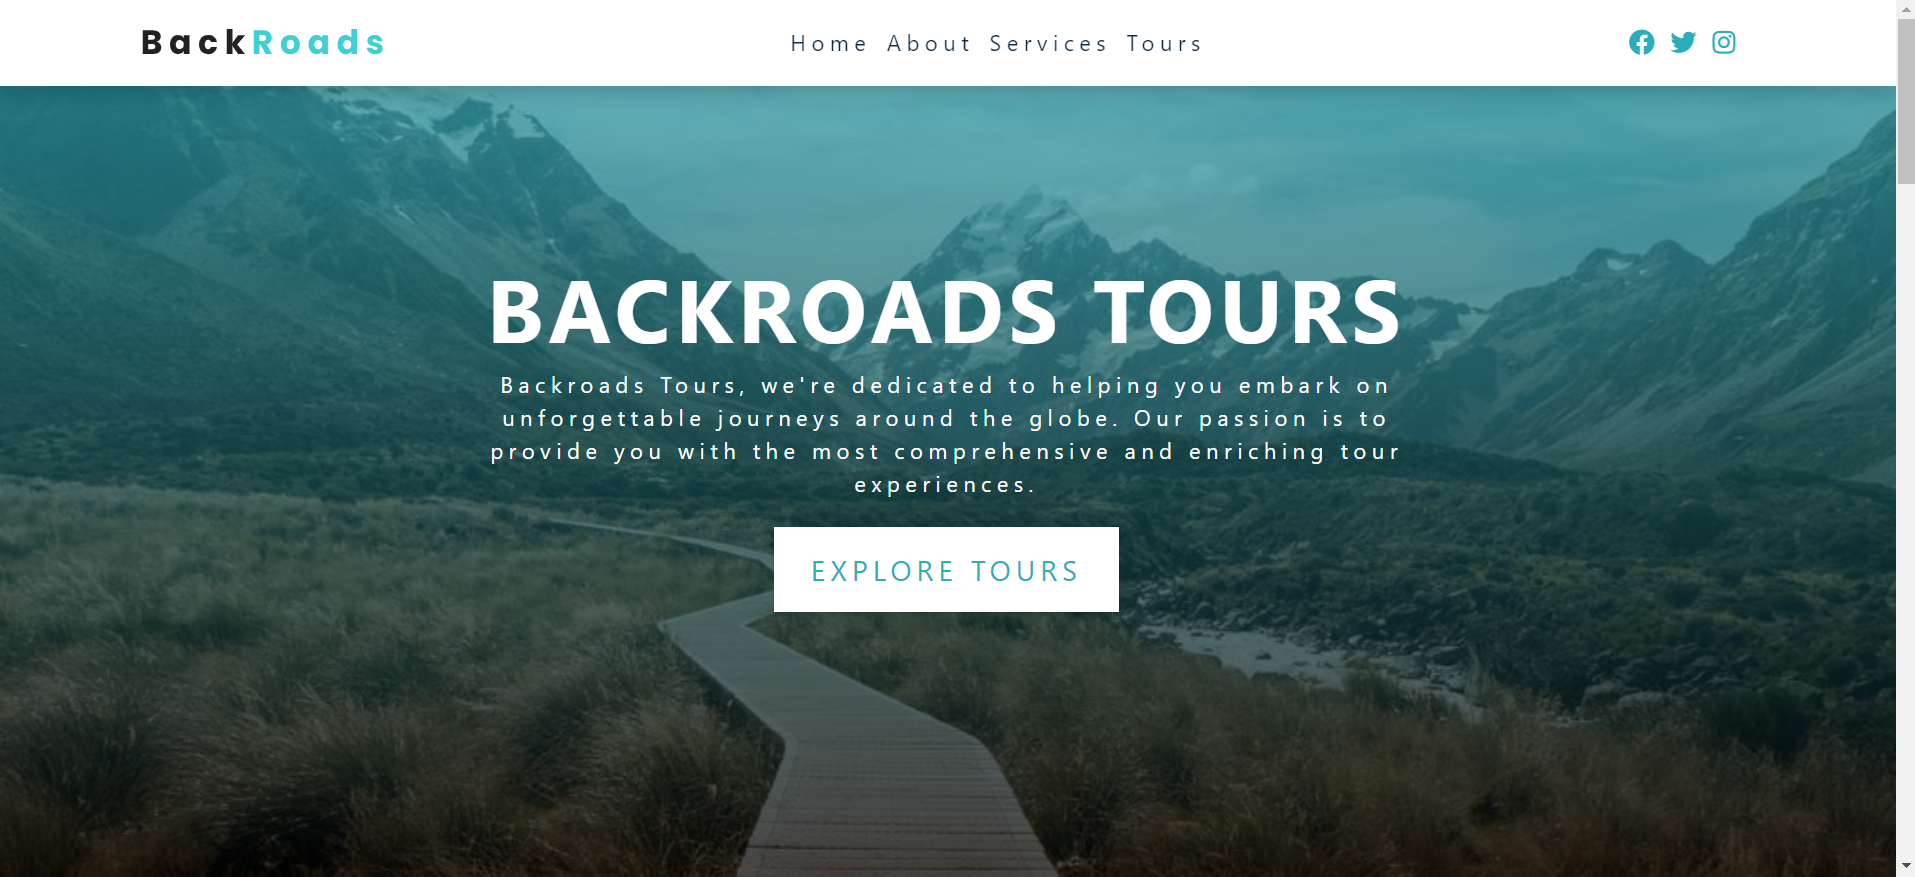 BackRoads
Home About Services Tours
BACKROADS TOURS
Backroads Tours, we're dedicated to helping you embark on
unforgettable journeys around the globe. Our passion is to
provide you with the most comprehensive and enriching tour
experiences.
EXPLORE TOURS